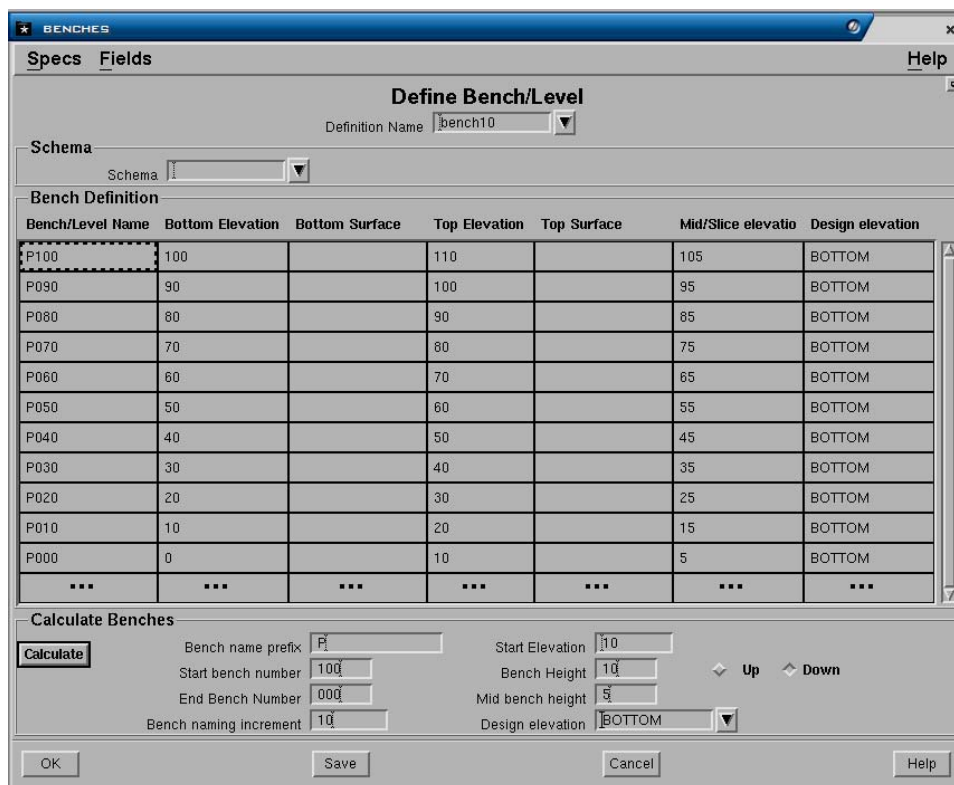 BENCHES
Specs Fields Help
Define Bench/Level
Definition Name bench10
Schema
Schema
Bench Definition
Bench/Level Name Bottom Elevation Bottom Surface Top Elevation Top Surface Mid/Slice elevatio Design elevation
P100 100 110 105 BOTTOM
P090 90 100 95 BOTTOM
P080 80 90 85 BOTTOM
P070 70 80 75 BOTTOM
P060 60 70 65 BOTTOM
P050 50 60 55 BOTTOM
P040 40 50 45 BOTTOM
P030 30 40 35 BOTTOM
P020 20 30 25 BOTTOM
P010 10 20 15 BOTTOM
P000 0 10 5 BOTTOM
... ... ... ... ... ... ...
Calculate Benches
Calculate Bench name prefix P Start Elevation 10
Start bench number 100 Bench Height 10 Up Down
End Bench Number 000 Mid bench height 5
Bench naming increment 10 Design elevation BOTTOM
OK Save Cancel Help